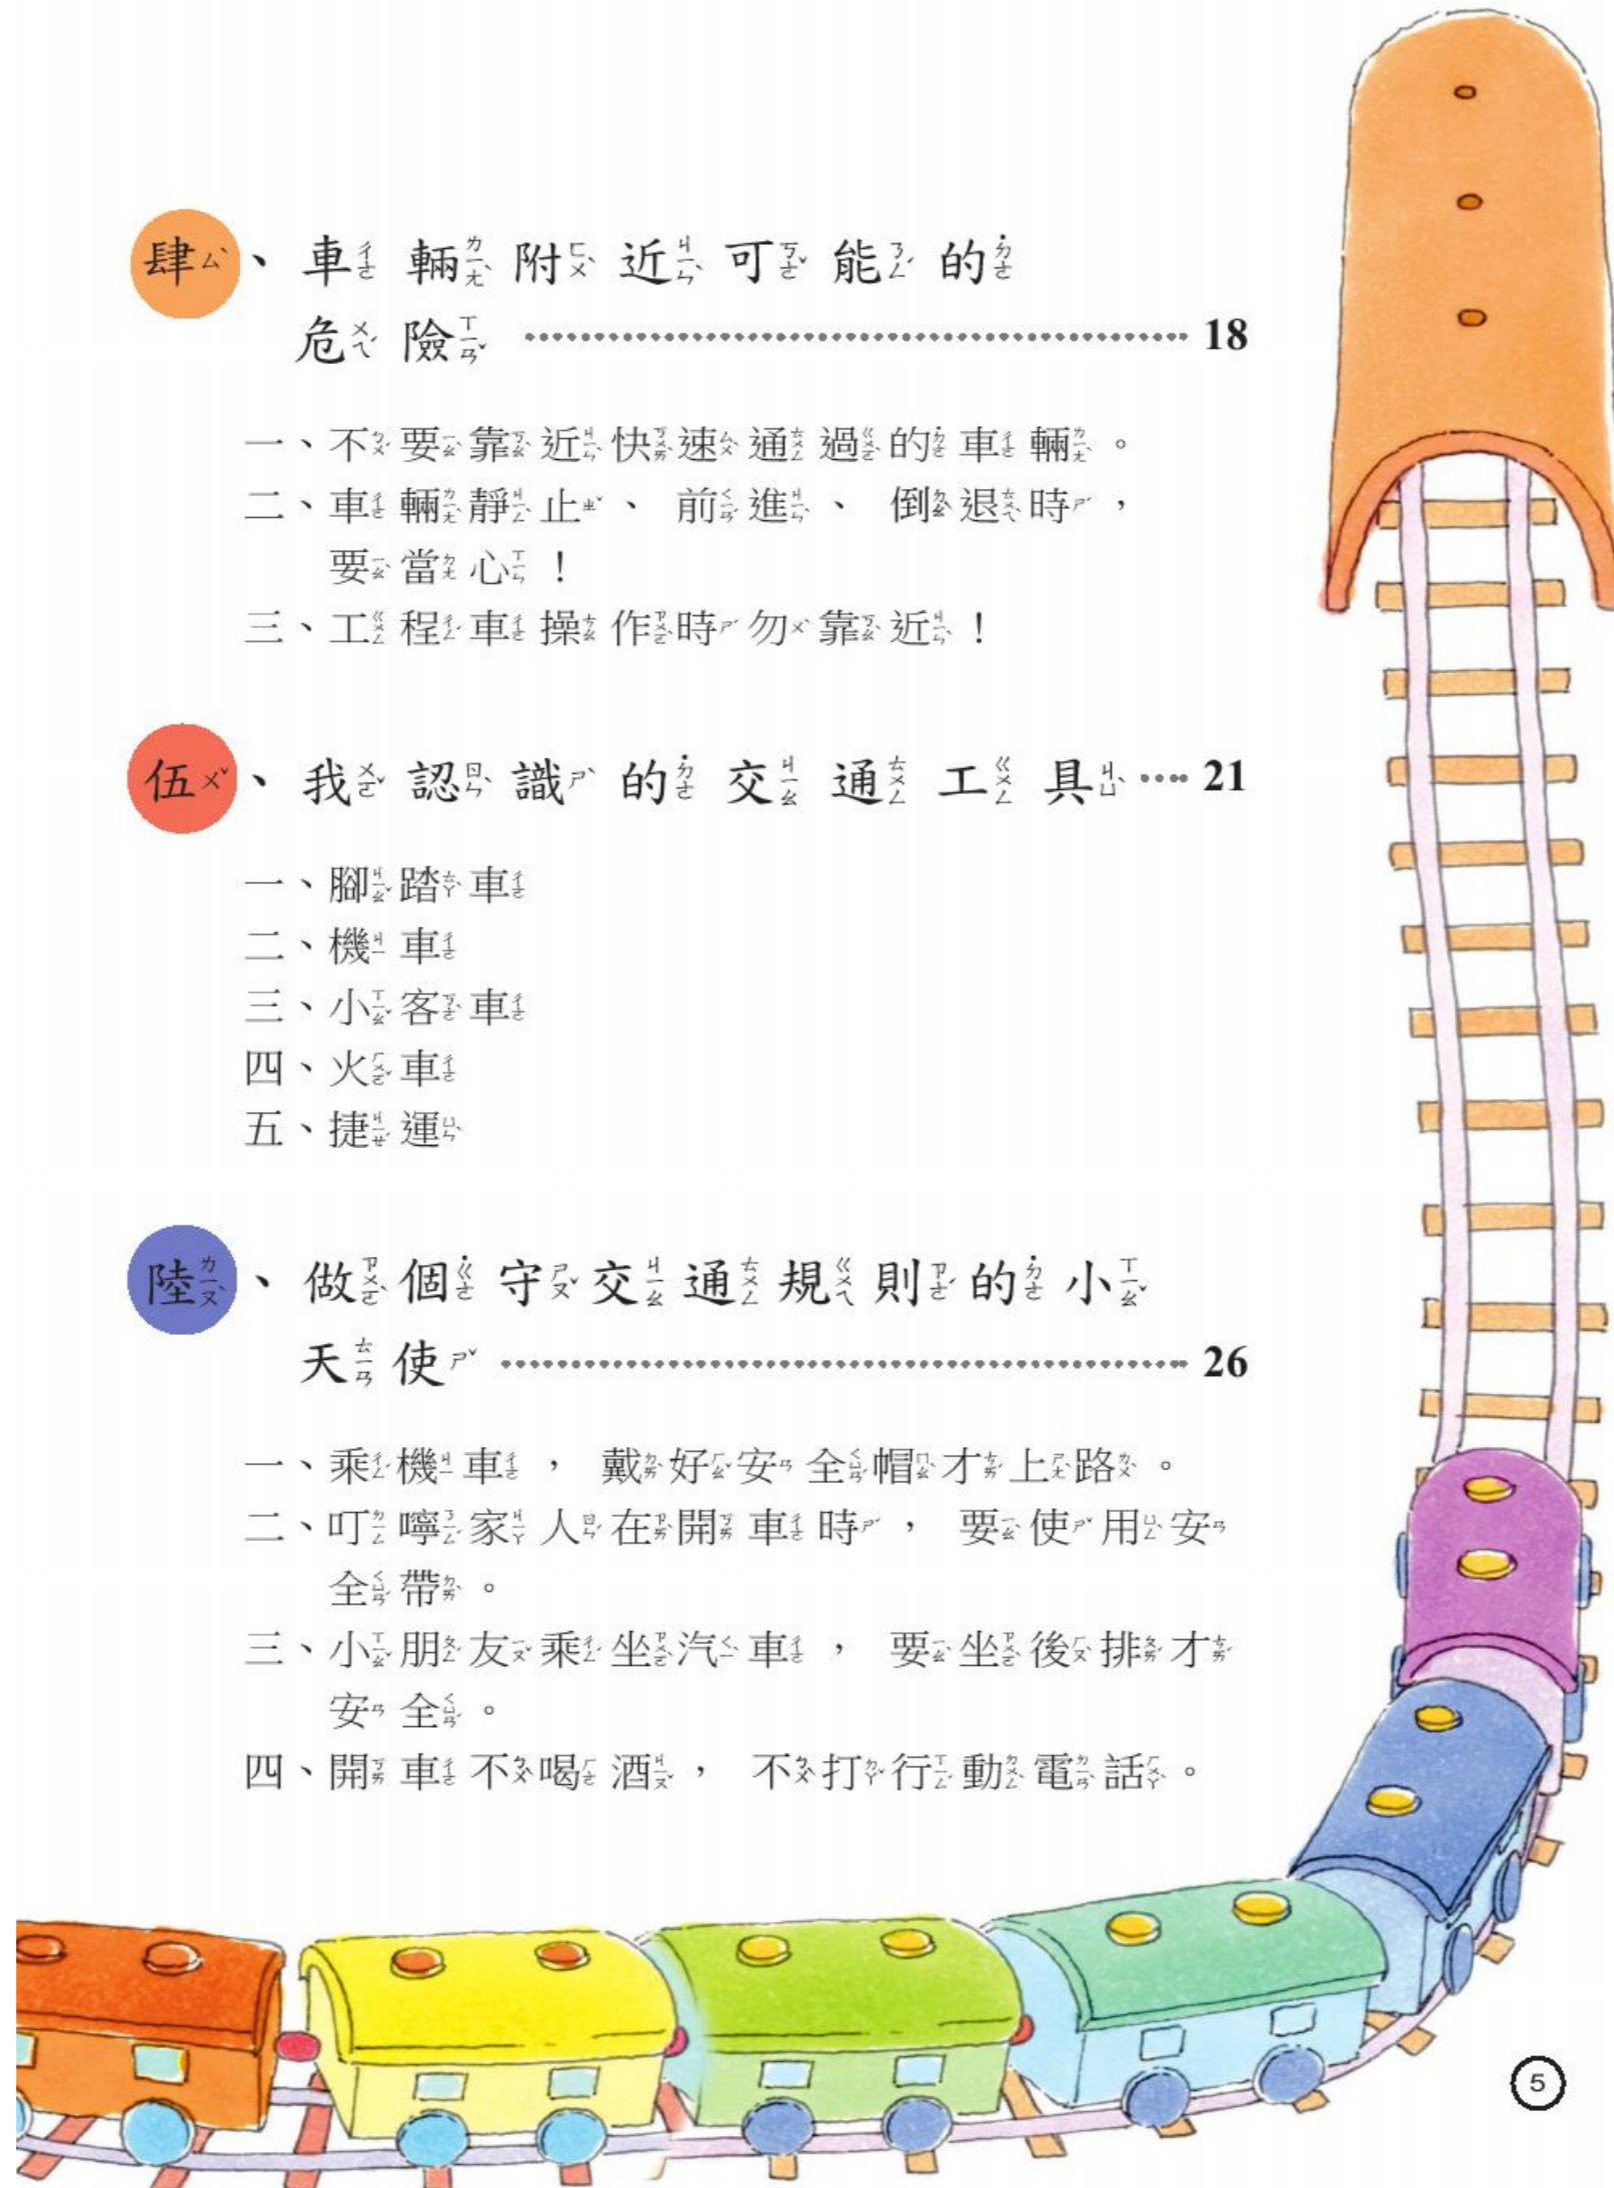 肆、車輛附近可能的
危險 ………………………………… 18
一、不要靠近快速通過的車輛。
二、車輛靜止、前進、倒退時，
要當心！
三、工程車操作時勿靠近！
伍、我認識的交通工具 …… 21
一、腳踏車
二、機車
三、小客車
四、火車
五、捷運
陸、做個守交通規則的小
天使 ………………………………… 26
一、乘機車，戴好安全帽才上路。
二、叮嚀家人在開車時，要使用安
全帶。
三、小朋友乘坐汽車，要坐後排才
安全。
四、開車不喝酒，不打行動電話。
5